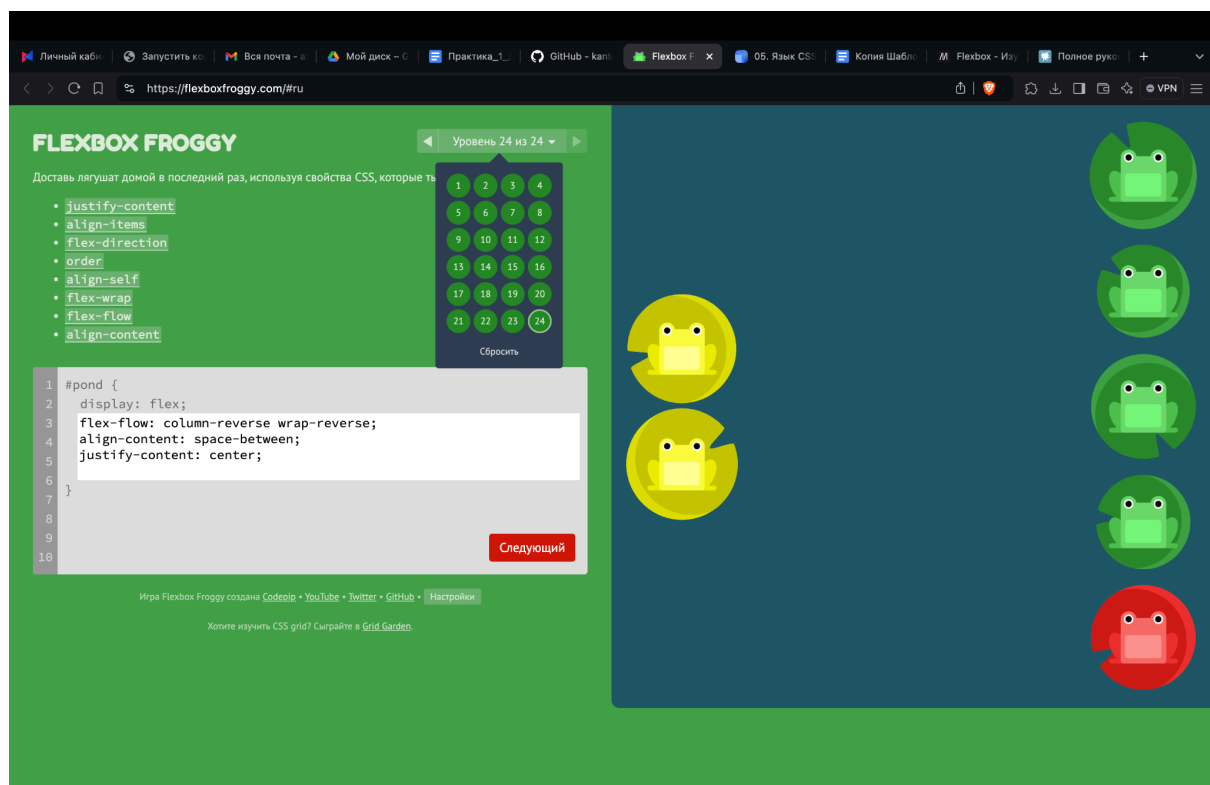 Личный каби
Запустить ко
Вся почта - a
Мой диск – G
Практика_1_
GitHub - kant
Flexbox F
05. Язык CSS
Копия Шабло
Flexbox - Изу
Полное руко
https://flexboxfroggy.com/#ru
VPN
FLEXBOX FROGGY
Уровень 24 из 24
Доставь лягушат домой в последний раз, используя свойства CSS, которые ты
• justify-content
• align-items
• flex-direction
• order
• align-self
• flex-wrap
• flex-flow
• align-content
1 2 3 4
5 6 7 8
9 10 11 12
13 14 15 16
17 18 19 20
21 22 23 24
Сбросить
1 #pond {
2 display: flex;
3 flex-flow: column-reverse wrap-reverse;
4 align-content: space-between;
5 justify-content: center;
6
7 }
8
9
10
Следующий
Игра Flexbox Froggy создана Codepip • YouTube • Twitter • GitHub • Настройки
Хотите изучить CSS grid? Сыграйте в Grid Garden.